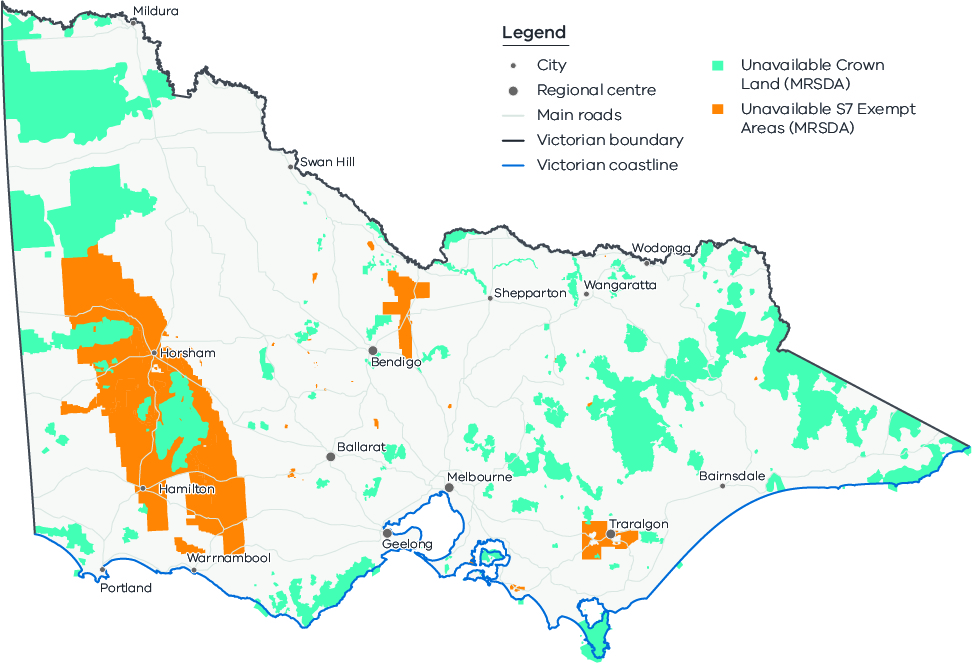 Mildura
Legend
City
Regional centre
Main roads
Victorian boundary
Victorian coastline
Unavailable Crown
Land (MRSDA)
Unavailable S7 Exempt
Areas (MRSDA)
Swan Hill
Wodonga
Shepparton
Wangaratta
Horsham
Bendigo
Ballarat
Melbourne
Bairnsdale
Hamilton
Traralgon
Geelong
Warrnambool
Portland